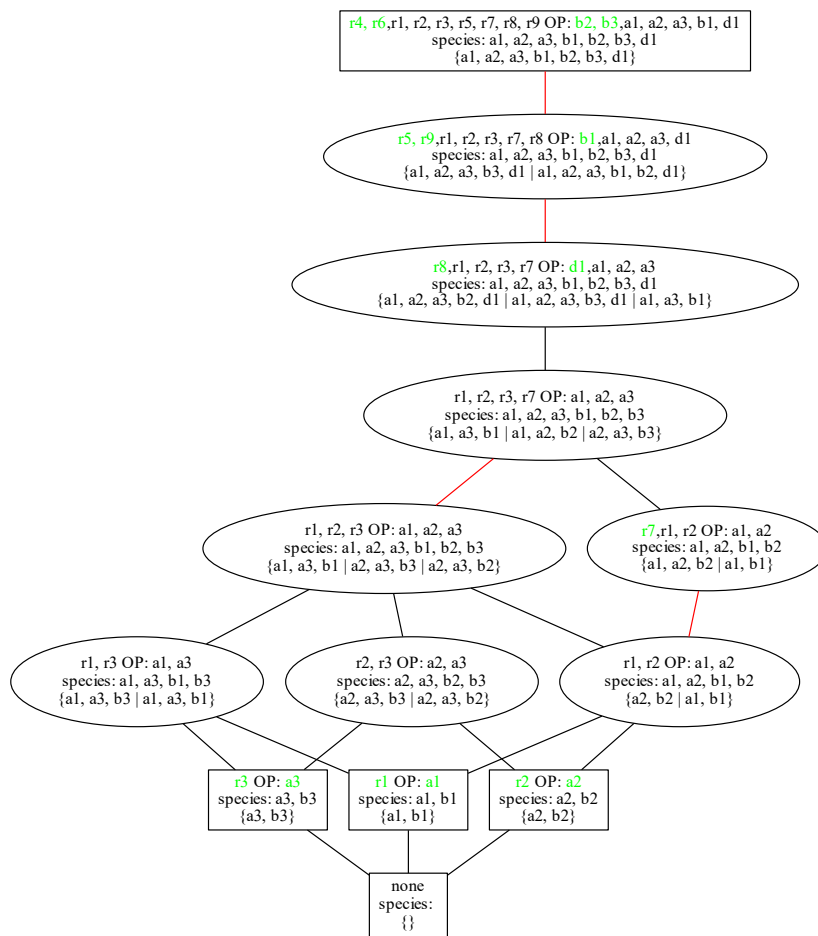 r4, r6,r1, r2, r3, r5, r7, r8, r9 OP: b2, b3,a1, a2, a3, b1, d1
species: a1, a2, a3, b1, b2, b3, d1
{a1, a2, a3, b1, b2, b3, d1}
r5, r9,r1, r2, r3, r7, r8 OP: b1,a1, a2, a3, d1
species: a1, a2, a3, b1, b2, b3, d1
{a1, a2, a3, b3, d1 | a1, a2, a3, b1, b2, d1}
r8,r1, r2, r3, r7 OP: d1,a1, a2, a3
species: a1, a2, a3, b1, b2, b3, d1
{a1, a2, a3, b2, d1 | a1, a2, a3, b3, d1 | a1, a3, b1}
r1, r2, r3, r7 OP: a1, a2, a3
species: a1, a2, a3, b1, b2, b3
{a1, a3, b1 | a1, a2, b2 | a2, a3, b3}
r1, r2, r3 OP: a1, a2, a3
species: a1, a2, a3, b1, b2, b3
{a1, a3, b1 | a2, a3, b3 | a2, a3, b2}
r7,r1, r2 OP: a1, a2
species: a1, a2, b1, b2
{a1, a2, b2 | a1, b1}
r1, r3 OP: a1, a3
species: a1, a3, b1, b3
{a1, a3, b3 | a1, a3, b1}
r2, r3 OP: a2, a3
species: a2, a3, b2, b3
{a2, a3, b3 | a2, a3, b2}
r1, r2 OP: a1, a2
species: a1, a2, b1, b2
{a2, b2 | a1, b1}
r3 OP: a3
species: a3, b3
{a3, b3}
r1 OP: a1
species: a1, b1
{a1, b1}
r2 OP: a2
species: a2, b2
{a2, b2}
none
species:
{}